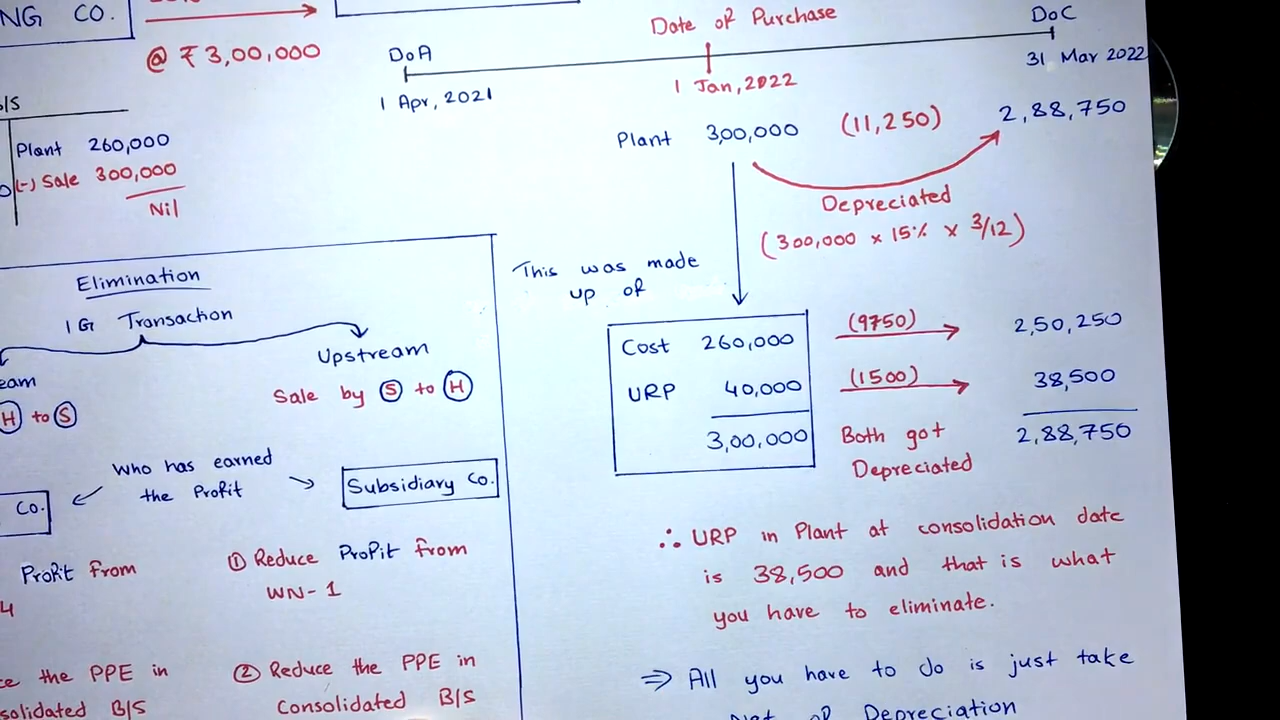 NG CO.
@ ₹ 3,00,000
B/S
Plant 260,000
(-) Sale 300,000
Nil
Date of Purchase
DoA
DoC
1 Apr, 2021
1 Jan, 2022
31 Mar 2022
Plant 3,00,000 (11,250) 2,88,750
Depreciated
(300,000 x 15% x 3/12)
This was made
up of
Cost 260,000 (9750) 2,50,250
URP 40,000 (1500) 38,500
3,00,000 2,88,750
Both got
Depreciated
∴ URP in Plant at consolidation date
is 38,500 and that is what
you have to eliminate.
⇒ All you have to do is just take
of Depreciation
Elimination
IG Transaction
eam
H to S
Upstream
Sale by S to H
Who has earned
the Profit
Co.
Subsidiary Co.
Profit from
4
① Reduce Profit from
WN-1
ce the PPE in
solidated B/S
② Reduce the PPE in
Consolidated B/S